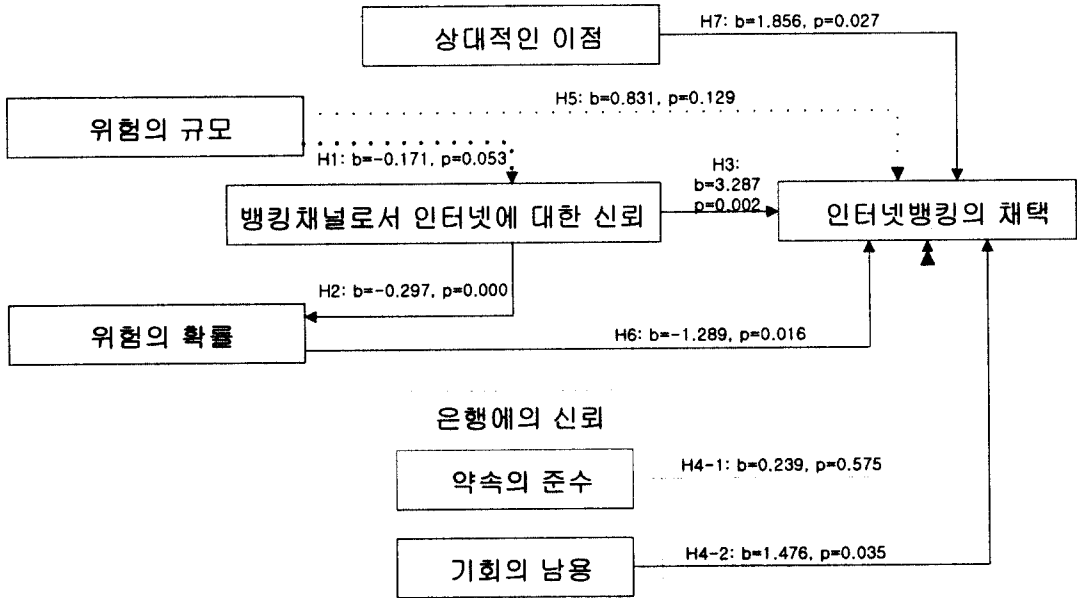 상대적인 이점
H7: b=1.856, p=0.027
위험의 규모
H5: b=0.831, p=0.129
H1: b=-0.171, p=0.053
H3:
b=3.287
p=0.002
뱅킹채널로서 인터넷에 대한 신뢰
인터넷뱅킹의 채택
H2: b=-0.297, p=0.000
위험의 확률
H6: b=-1.289, p=0.016
은행에의 신뢰
약속의 준수
H4-1: b=0.239, p=0.575
기회의 남용
H4-2: b=1.476, p=0.035